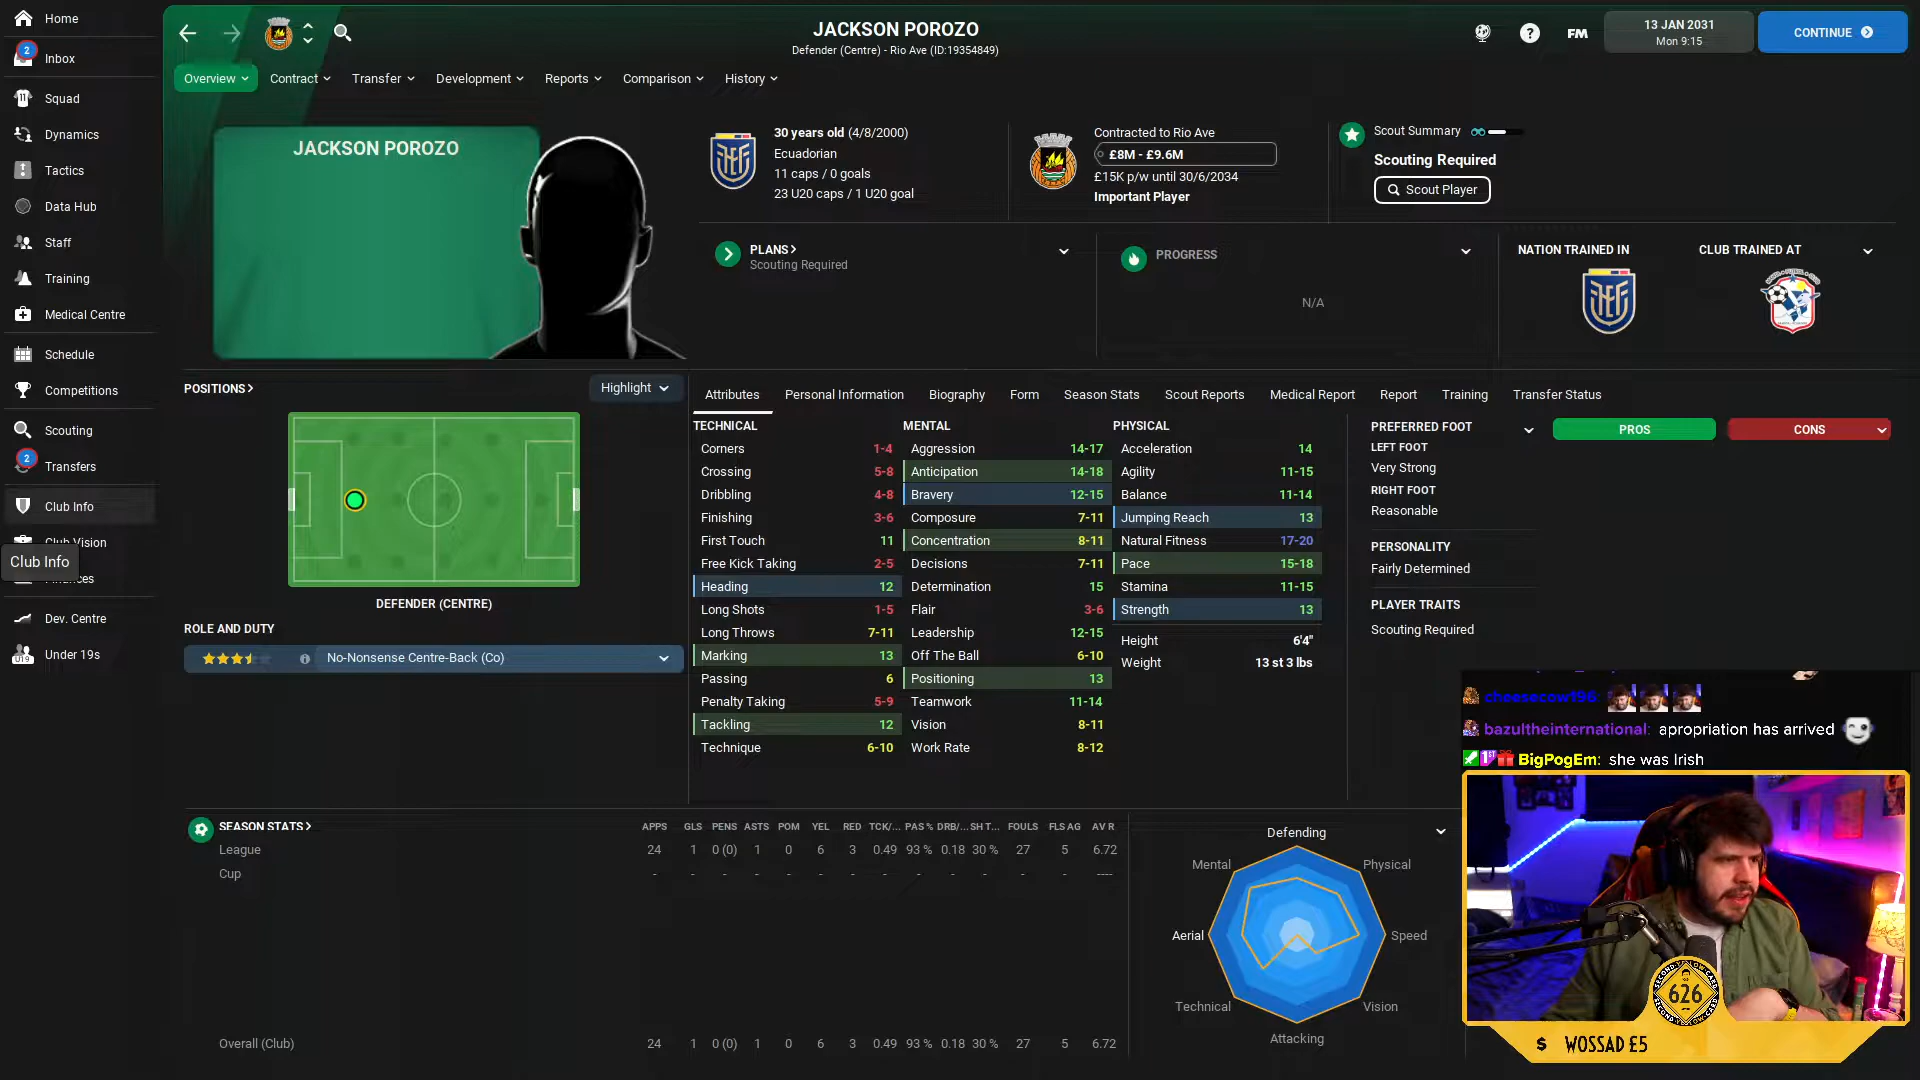 Home
2
Inbox
Squad
Dynamics
Tactics
Data Hub
Staff
Training
Medical Centre
Schedule
Competitions
Scouting
2
Transfers
Club Info
Club Vision
Club Info
Dev. Centre
U19
Under 19s
JACKSON POROZO
Defender (Centre) - Rio Ave (ID:19354849)
?
FM
13 JAN 2031
Mon 9:15
CONTINUE
Overview
Contract
Transfer
Development
Reports
Comparison
History
JACKSON POROZO
30 years old (4/8/2000)
Ecuadorian
11 caps / 0 goals
23 U20 caps / 1 U20 goal
Contracted to Rio Ave
£8M - £9.6M
£15K p/w until 30/6/2034
Important Player
Scout Summary
Scouting Required
Scout Player
PLANS
Scouting Required
PROGRESS
N/A
NATION TRAINED IN
CLUB TRAINED AT
POSITIONS
Highlight
DEFENDER (CENTRE)
ROLE AND DUTY
No-Nonsense Centre-Back (Co)
Attributes
Personal Information
Biography
Form
Season Stats
Scout Reports
Medical Report
Report
Training
Transfer Status
TECHNICAL
Corners 1-4
Crossing 5-8
Dribbling 4-8
Finishing 3-6
First Touch 11
Free Kick Taking 2-5
Heading 12
Long Shots 1-5
Long Throws 7-11
Marking 13
Passing 6
Penalty Taking 5-9
Tackling 12
Technique 6-10
MENTAL
Aggression 14-17
Anticipation 14-18
Bravery 12-15
Composure 7-11
Concentration 8-11
Decisions 7-11
Determination 15
Flair 3-6
Leadership 12-15
Off The Ball 6-10
Positioning 13
Teamwork 11-14
Vision 8-11
Work Rate 8-12
PHYSICAL
Acceleration 14
Agility 11-15
Balance 11-14
Jumping Reach 13
Natural Fitness 17-20
Pace 15-18
Stamina 11-15
Strength 13
Height 6'4"
Weight 13 st 3 lbs
PREFERRED FOOT
LEFT FOOT
Very Strong
RIGHT FOOT
Reasonable
PERSONALITY
Fairly Determined
PLAYER TRAITS
Scouting Required
PROS
CONS
SEASON STATS
APPS GLS PENS ASTS POM YEL RED TCK/... PAS % DRB/... SH T... FOULS FLS AG AV R
League 24 1 0 (0) 1 0 6 3 0.49 93 % 0.18 30 % 27 5 6.72
Cup - - - - - - - - - - - - - ----
Overall (Club) 24 1 0 (0) 1 0 6 3 0.49 93 % 0.18 30 % 27 5 6.72
Defending
Mental
Physical
Aerial
Speed
Technical
Vision
Attacking
cheesecow196:
bazultheinternational: apropriation has arrived
BigPogEm: she was Irish
626
$ WOSSAD £5